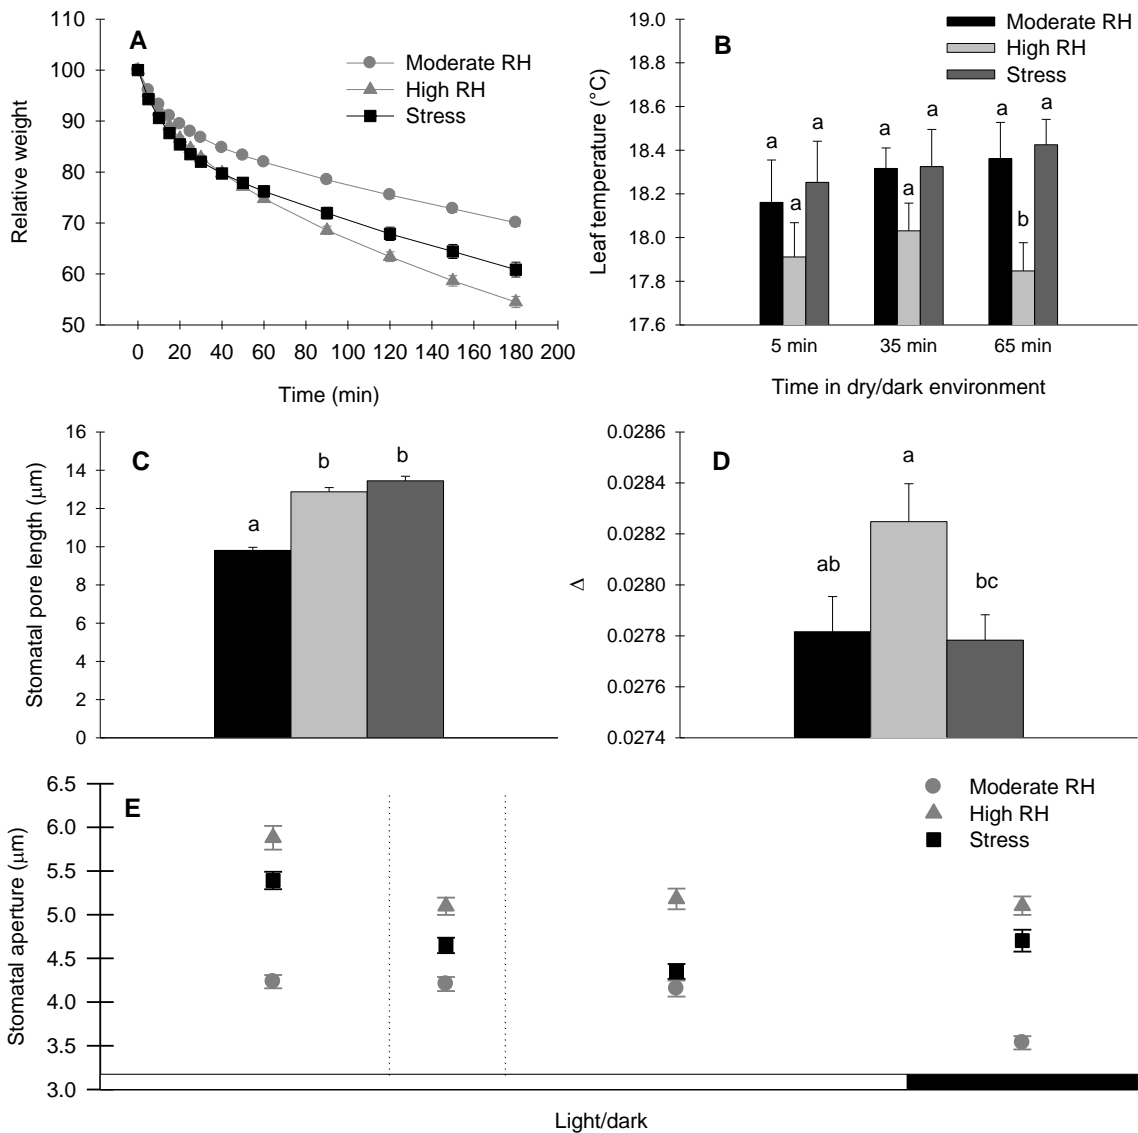 A
Moderate RH
High RH
Stress
110
100
90
80
70
60
50
Relative weight
0 20 40 60 80 100 120 140 160 180 200
Time (min)
B
Moderate RH
High RH
Stress
19.0
18.8
18.6
18.4
18.2
18.0
17.8
17.6
Leaf temperature (°C)
a a a a a a a b a
5 min 35 min 65 min
Time in dry/dark environment
C
16
14
12
10
8
6
4
2
0
Stomatal pore length (μm)
a b b
D
0.0286
0.0284
0.0282
0.0280
0.0278
0.0276
0.0274
Δ
ab a bc
E
Moderate RH
High RH
Stress
6.5
6.0
5.5
5.0
4.5
4.0
3.5
3.0
Stomatal aperture (μm)
Light/dark